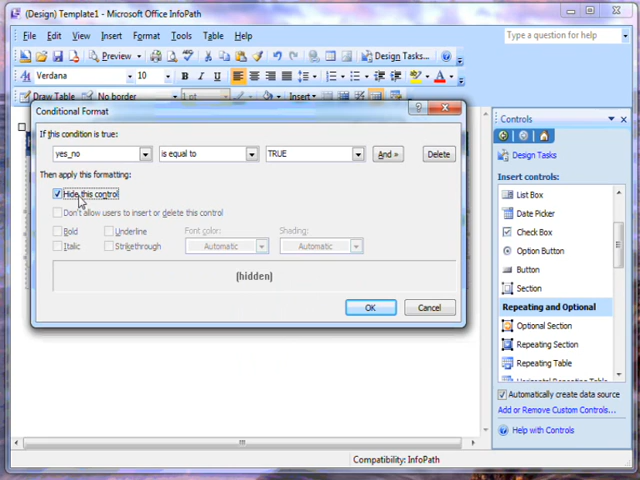 (Design) Template1 - Microsoft Office InfoPath
File Edit View Insert Format Tools Table Help
Type a question for help
Preview Design Tasks...
Verdana 10 B I U
Draw Table No border 1 pt Insert
Conditional Format
If this condition is true:
yes_no is equal to TRUE And » Delete
Then apply this formatting:
Hide this control
Don't allow users to insert or delete this control
Bold Underline Font color: Shading:
Italic Strikethrough Automatic Automatic
(hidden)
OK Cancel
Controls
Design Tasks
Insert controls:
List Box
Date Picker
Check Box
Option Button
Button
Section
Repeating and Optional
Optional Section
Repeating Section
Repeating Table
Automatically create data source
Add or Remove Custom Controls...
Help with Controls
Compatibility: InfoPath